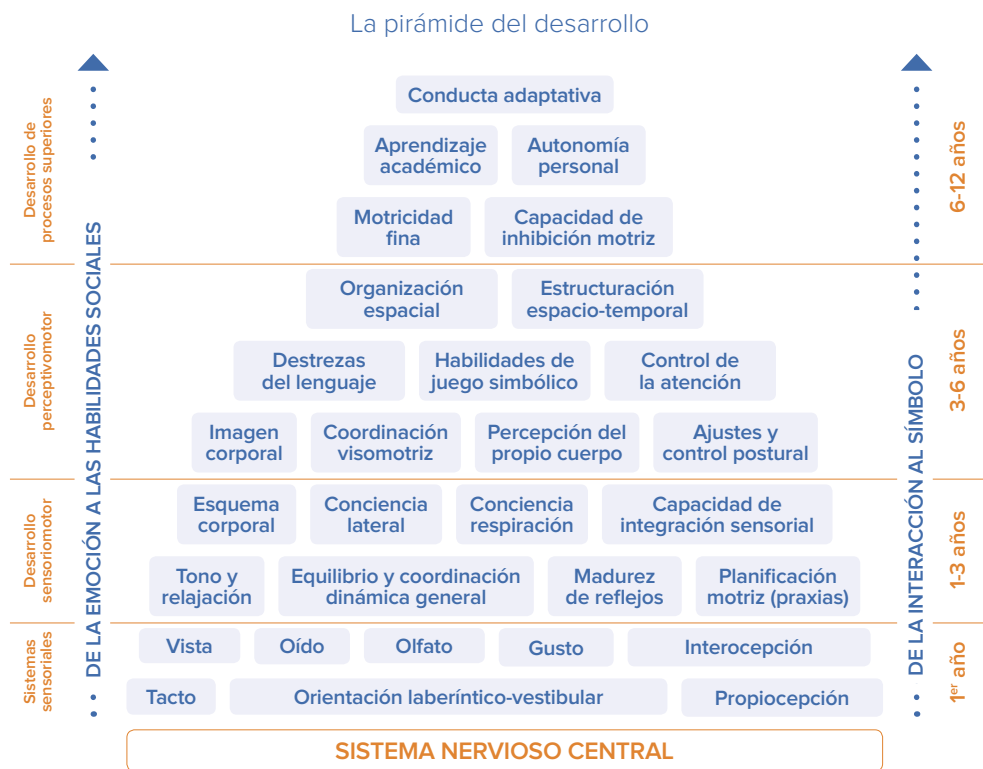 La pirámide del desarrollo
Conducta adaptativa
Aprendizaje
académico
Autonomía
personal
Motricidad
fina
Capacidad de
inhibición motriz
Desarrollo de
procesos superiores
6-12 años
Organización
espacial
Estructuración
espacio-temporal
Destrezas
del lenguaje
Habilidades de
juego simbólico
Control de
la atención
Imagen
corporal
Coordinación
visomotriz
Percepción del
propio cuerpo
Ajustes y
control postural
Desarrollo
perceptivomotor
3-6 años
Esquema
corporal
Conciencia
lateral
Conciencia
respiración
Capacidad de
integración sensorial
Tono y
relajación
Equilibrio y coordinación
dinámica general
Madurez
de reflejos
Planificación
motriz (praxias)
Desarrollo
sensoriomotor
1-3 años
Vista
Oído
Olfato
Gusto
Interocepción
Tacto
Orientación laberíntico-vestibular
Propiocepción
Sistemas
sensoriales
1er año
DE LA EMOCIÓN A LAS HABILIDADES SOCIALES
DE LA INTERACCIÓN AL SÍMBOLO
SISTEMA NERVIOSO CENTRAL